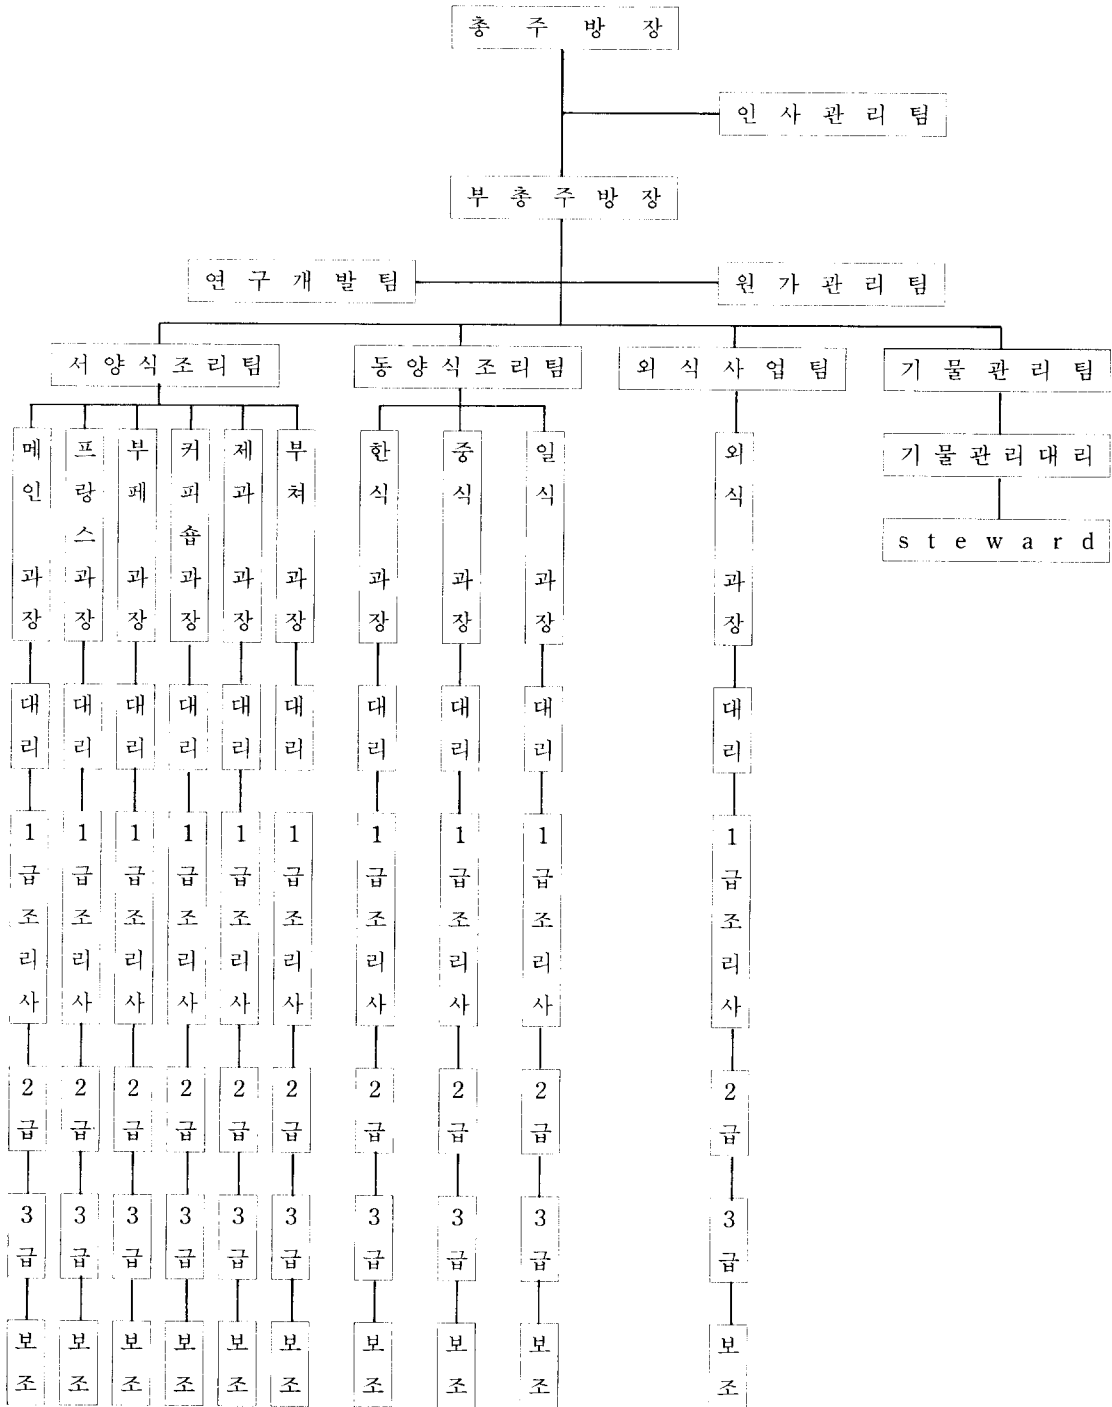 총주방장
인사관리팀
부총주방장
연구개발팀 원가관리팀
서양식조리팀 동양식조리팀 외식사업팀 기물관리팀
메인 과장
프랑스과장
부페 과장
커피숍과장
제과 과장
부쳐 과장
한식 과장
중식 과장
일식 과장
외식 과장
기물관리대리
steward
대리 대리 대리 대리 대리 대리 대리 대리 대리 대리
1급조리사 1급조리사 1급조리사 1급조리사 1급조리사 1급조리사 1급조리사 1급조리사 1급조리사 1급조리사
2급 2급 2급 2급 2급 2급 2급 2급 2급 2급
3급 3급 3급 3급 3급 3급 3급 3급 3급 3급
보조 보조 보조 보조 보조 보조 보조 보조 보조 보조